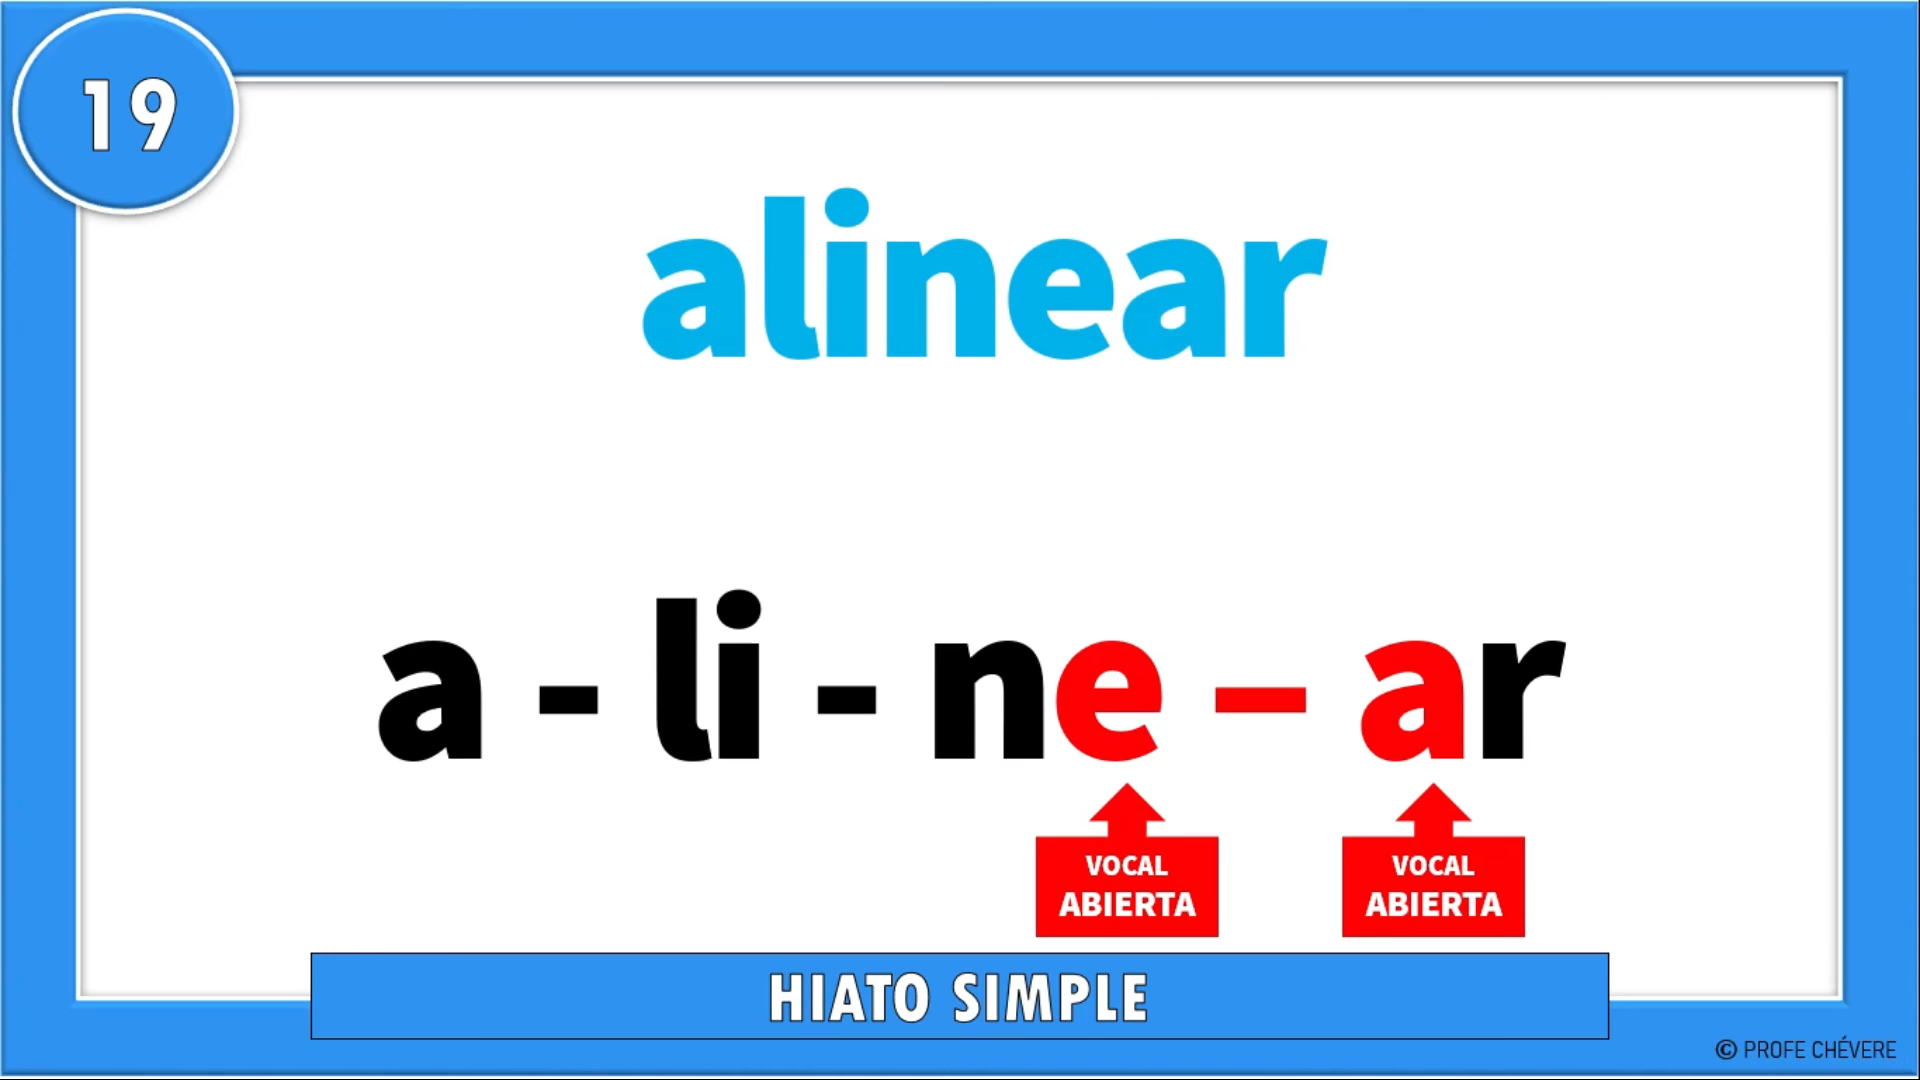 19
alinear
a - li - ne – ar
VOCAL ABIERTA
VOCAL ABIERTA
HIATO SIMPLE
© PROFE CHÉVERE